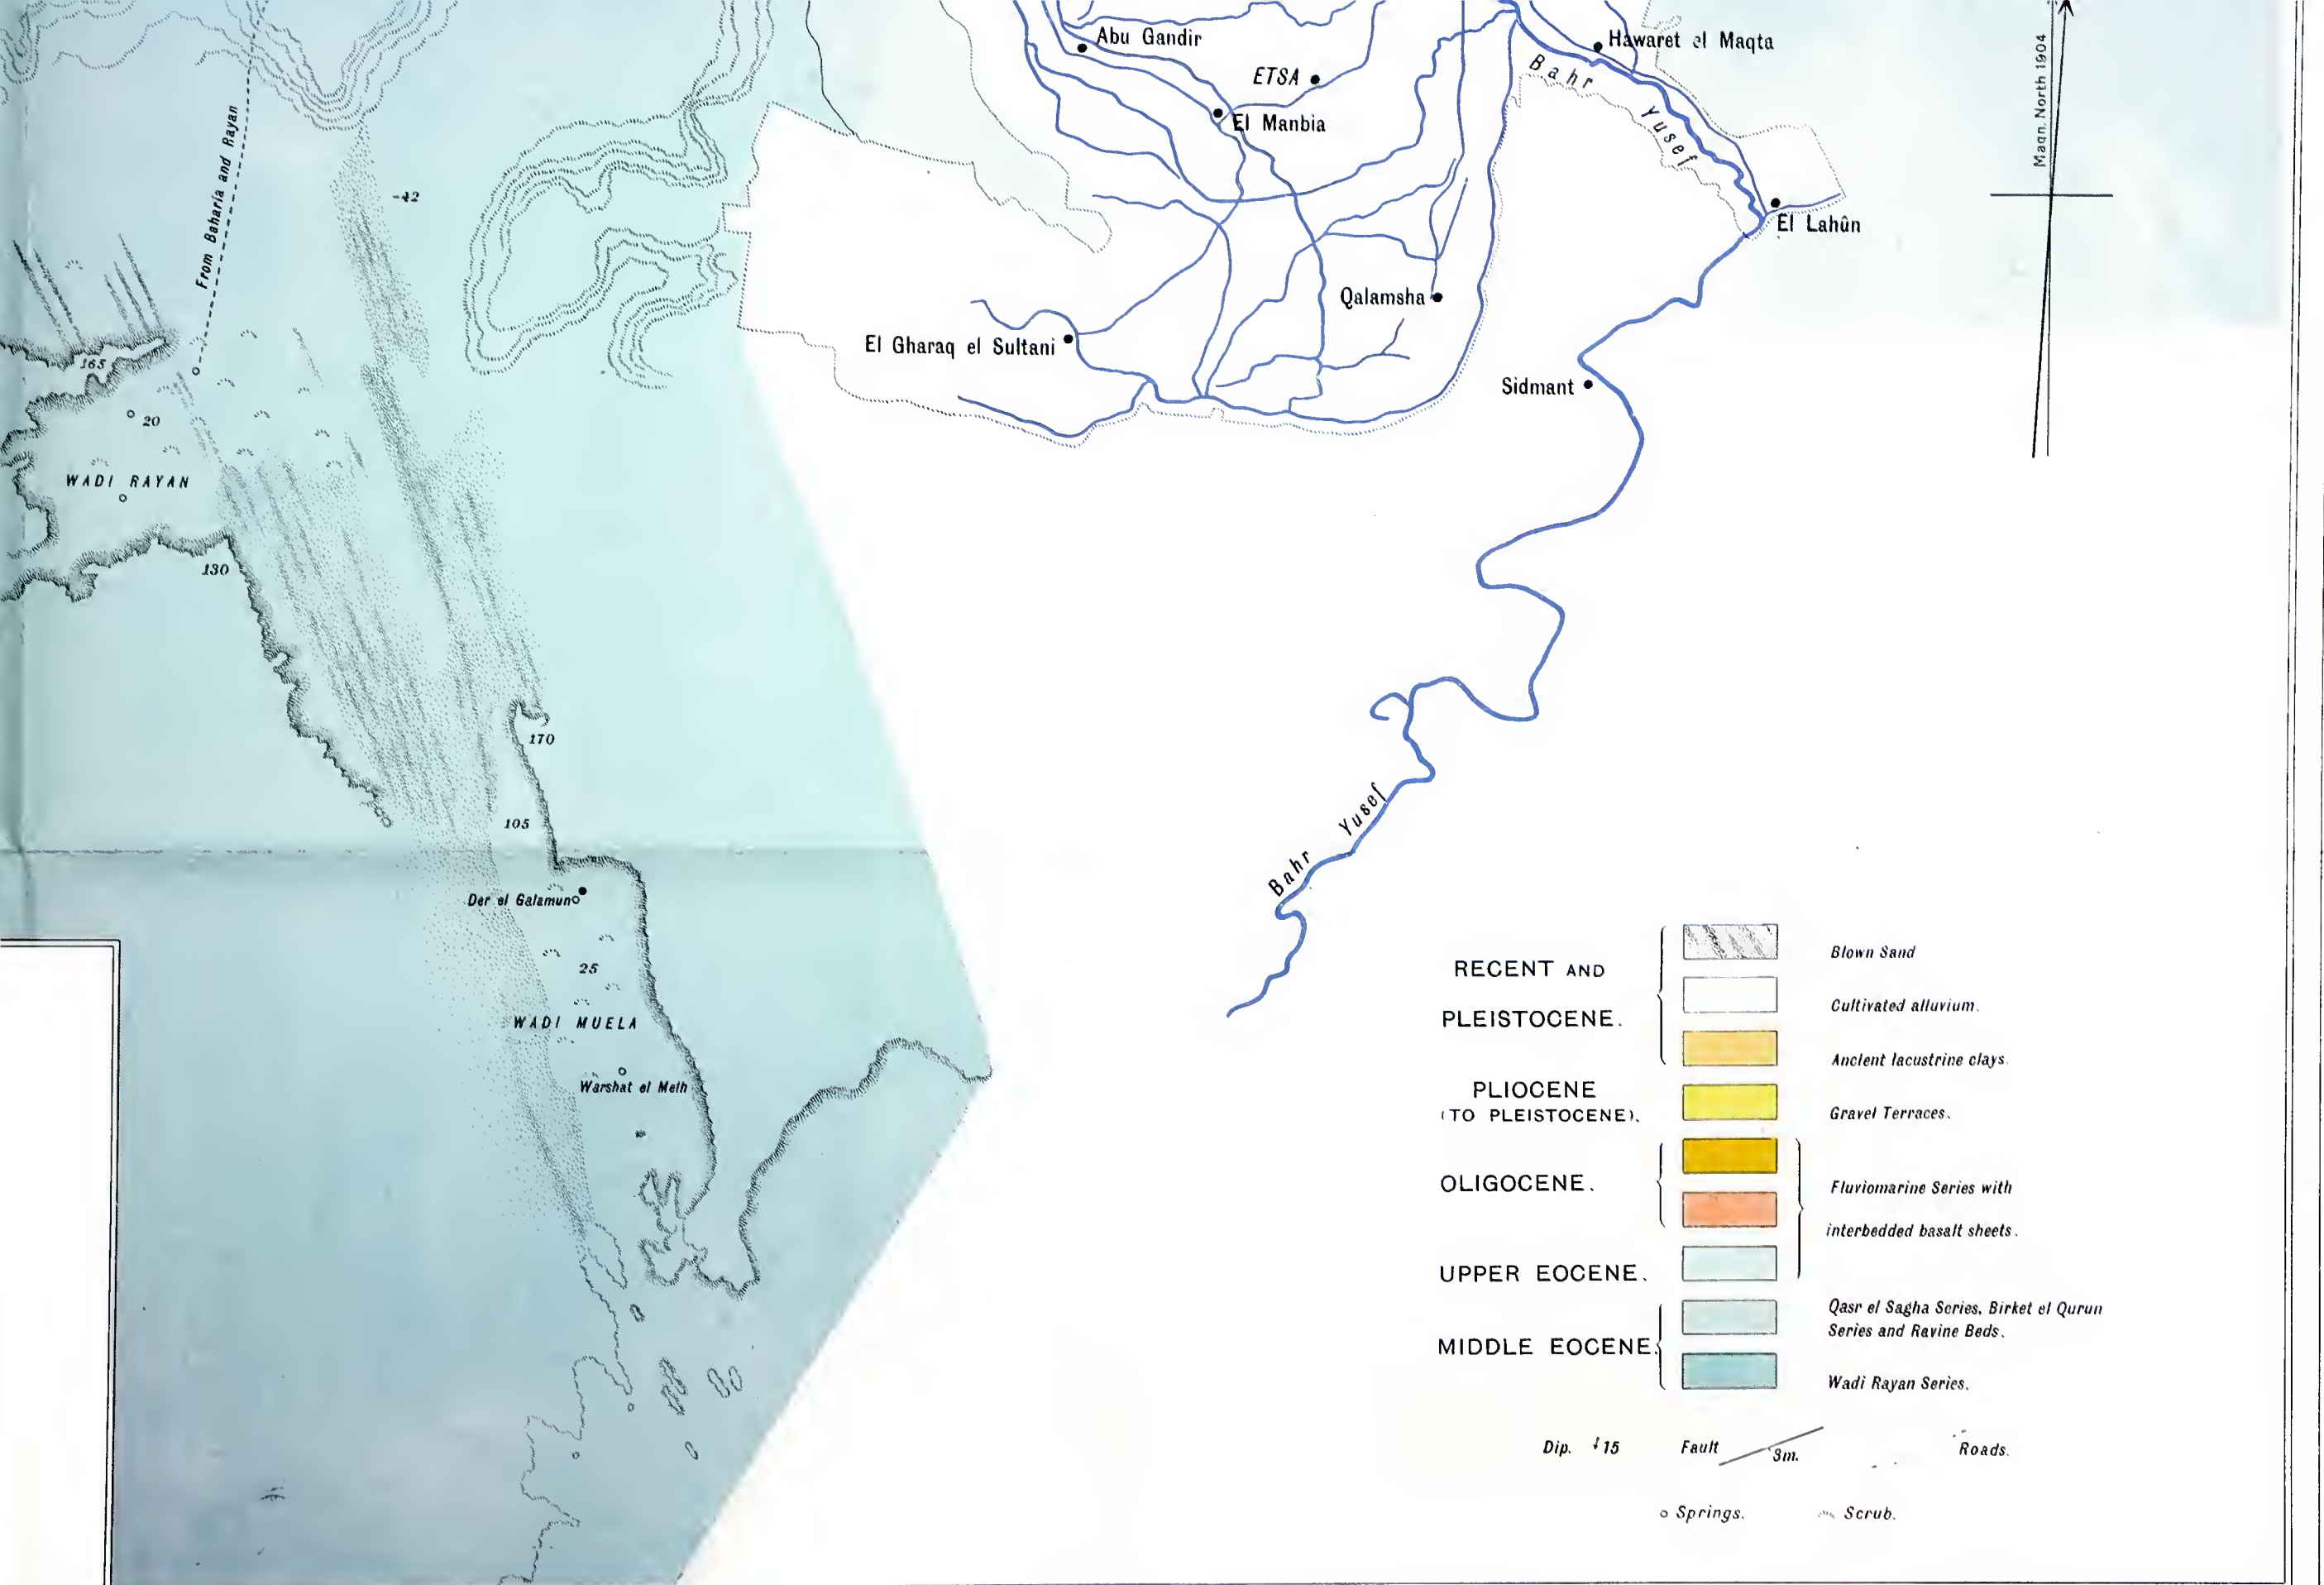 Abu Gandir
ETSA
El Manbia
Hawaret el Maqta
Bahr Yusef
Magn. North 1904
From Baharia and Rayan
-42
El Lahûn
Qalamsha
El Gharaq el Sultani
165
Sidmant
20
WADI RAYAN
130
170
105
Bahr Yusef
Der el Galamun
25
WADI MUELA
Warshat el Melh
RECENT AND
PLEISTOCENE.
Blown Sand
Cultivated alluvium.
Ancient lacustrine clays.
PLIOCENE
(TO PLEISTOCENE).
Gravel Terraces.
OLIGOCENE.
Fluviomarine Series with
interbedded basalt sheets.
UPPER EOCENE.
MIDDLE EOCENE.
Qasr el Sagha Series, Birket el Qurun
Series and Ravine Beds.
Wadi Rayan Series.
Dip. 15
Fault 3m.
Roads.
Springs.
Scrub.